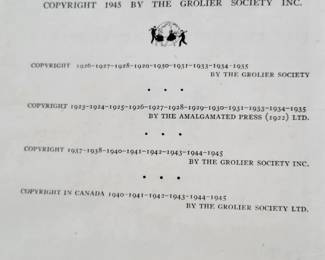 COPYRIGHT 1945 BY THE GROLIER SOCIETY INC.
COPYRIGHT 1926-1927-1928-1929-1930-1931-1933-1934-1935
BY THE GROLIER SOCIETY
• • •
COPYRIGHT 1923-1924-1925-1926-1927-1928-1929-1930-1931-1933-1934-1935
BY THE AMALGAMATED PRESS (1922) LTD.
• • •
COPYRIGHT 1937-1938-1940-1941-1942-1943-1944-1945
BY THE GROLIER SOCIETY INC.
• • •
COPYRIGHT IN CANADA 1940-1941-1942-1943-1944-1945
BY THE GROLIER SOCIETY LTD.